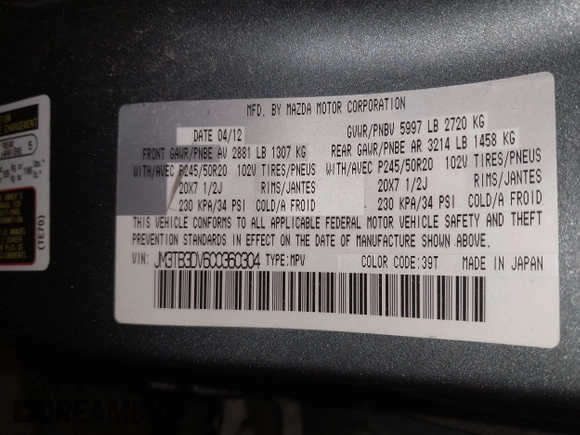 MFD. BY MAZDA MOTOR CORPORATION
DATE 04/12 GVWR/PNBV 5997 LB 2720 KG
FRONT GAWR/PNBE AV 2881 LB 1307 KG REAR GAWR/PNBE AR 3214 LB 1458 KG
WITH/AVEC P245/50R20 102V TIRES/PNEUS WITH/AVEC P245/50R20 102V TIRES/PNEUS
20X7 1/2J RIMS/JANTES 20X7 1/2J RIMS/JANTES
230 KPA/34 PSI COLD/A FROID 230 KPA/34 PSI COLD/A FROID
THIS VEHICLE CONFORMS TO ALL APPLICABLE FEDERAL MOTOR VEHICLE SAFETY AND THEFT
PREVENTION STANDARDS IN EFFECT ON THE DATE OF MANUFACTURE SHOWN ABOVE.
VIN: JM3TB3DV6C0360304 TYPE: MPV COLOR CODE: 39T MADE IN JAPAN
(TE70)
REAR
5